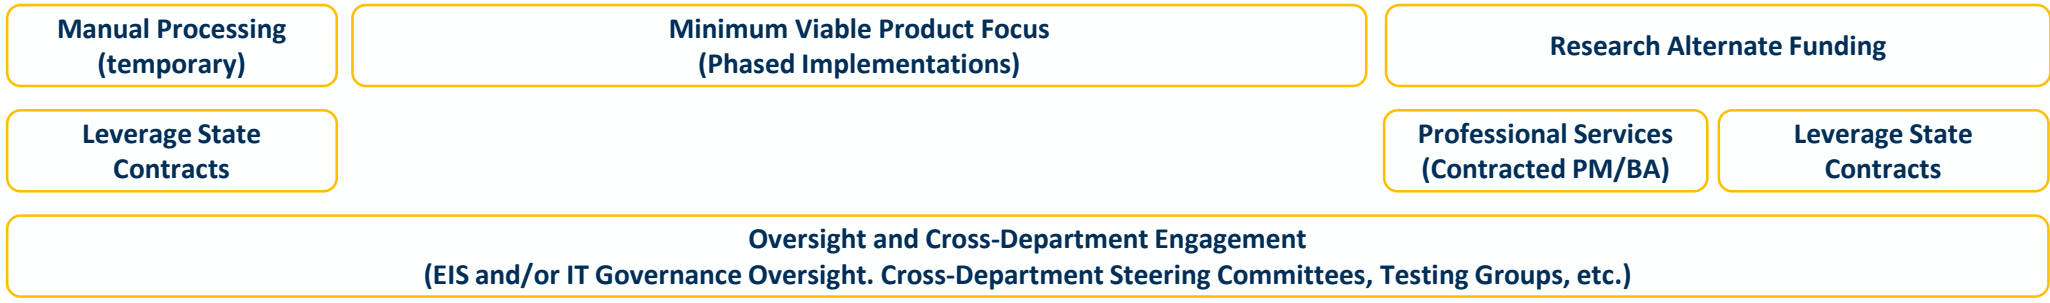 Manual Processing
(temporary)
Minimum Viable Product Focus
(Phased Implementations)
Research Alternate Funding
Leverage State
Contracts
Professional Services
(Contracted PM/BA)
Leverage State
Contracts
Oversight and Cross-Department Engagement
(EIS and/or IT Governance Oversight. Cross-Department Steering Committees, Testing Groups, etc.)